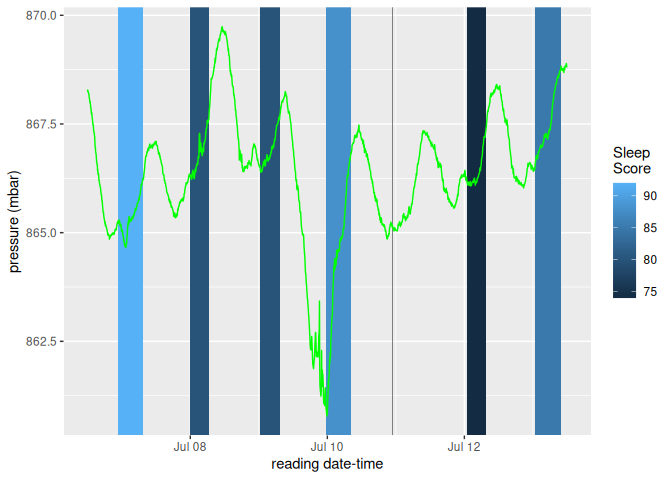 870.0
867.5
865.0
862.5
pressure (mbar)
Jul 08
Jul 10
Jul 12
reading date-time
Sleep
Score
90
85
80
75